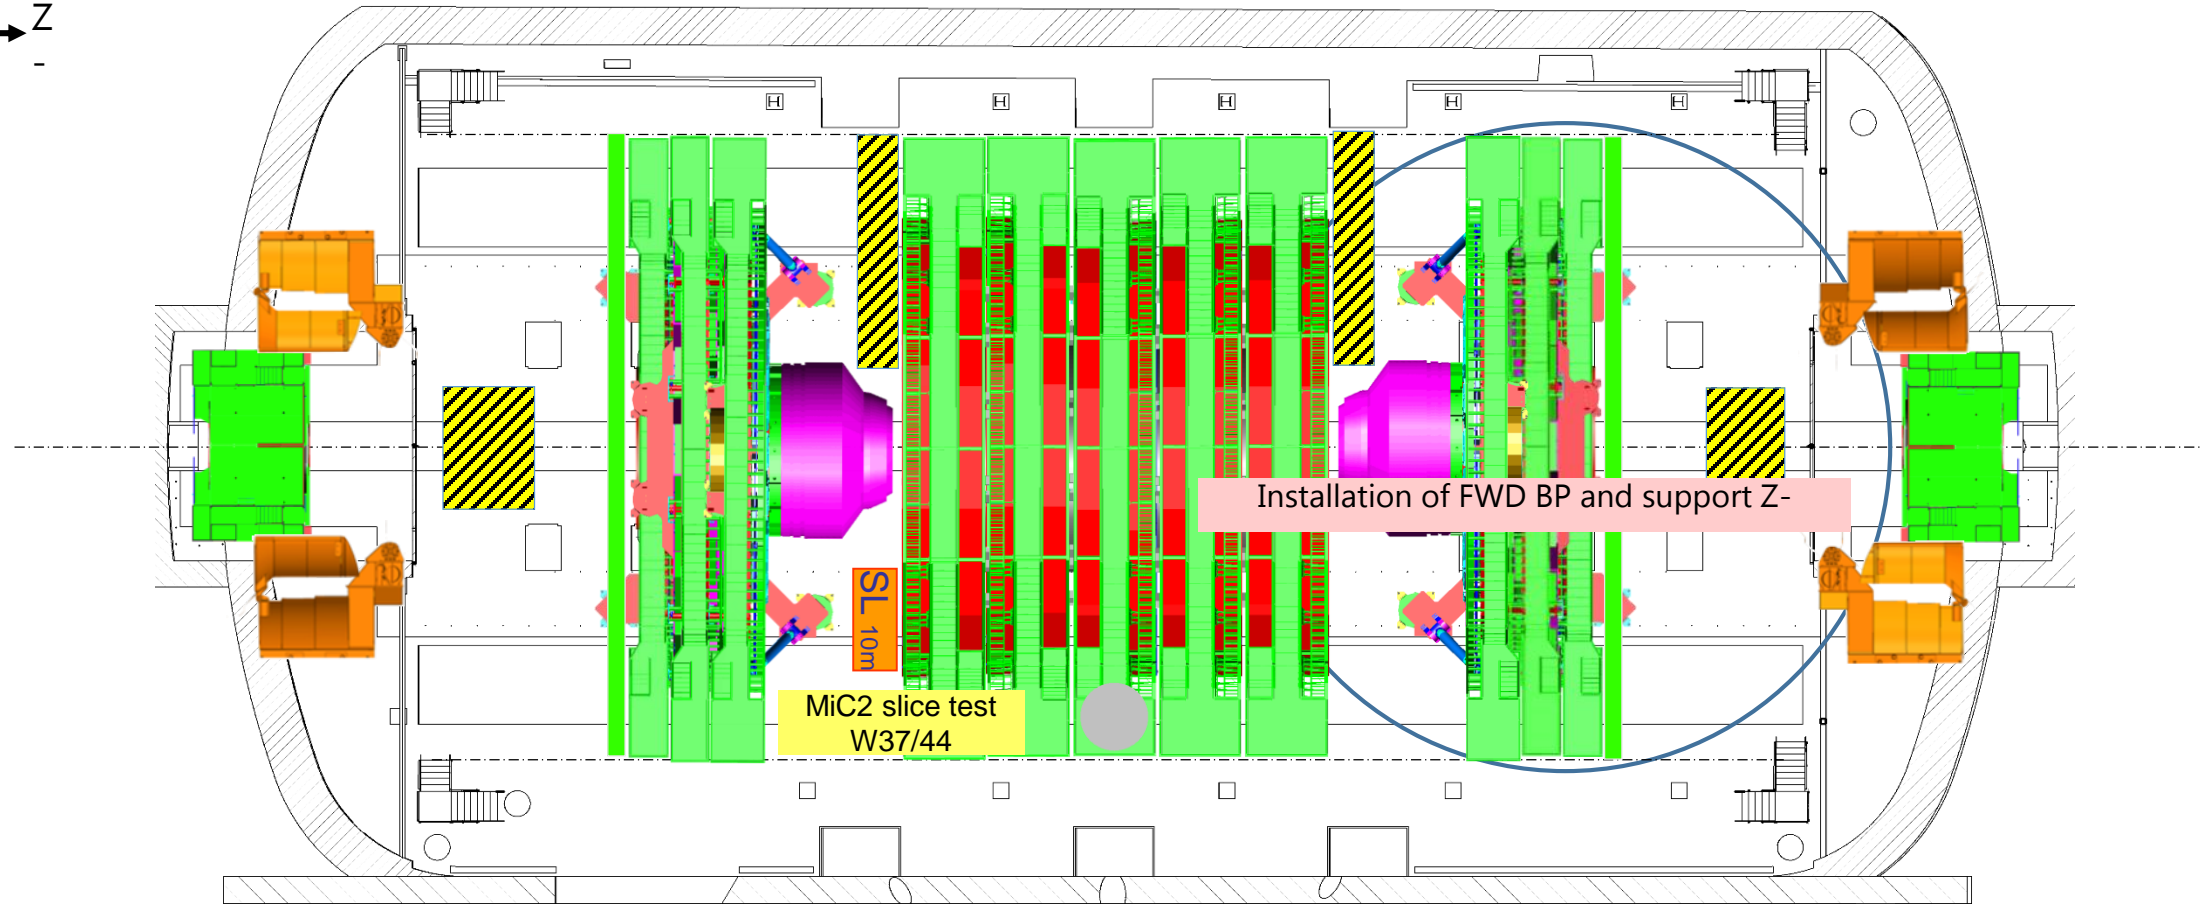 Z
-
Installation of FWD BP and support Z-
SL 10m
MiC2 slice test
W37/44